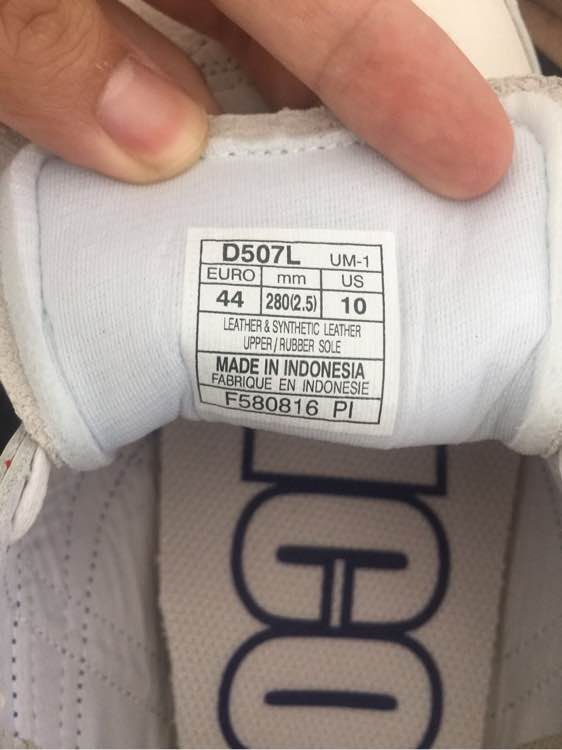 D507L UM-1
EURO mm US
44 280(2.5) 10
LEATHER & SYNTHETIC LEATHER
UPPER / RUBBER SOLE
MADE IN INDONESIA
FABRIQUE EN INDONESIE
F580816 PI
CO